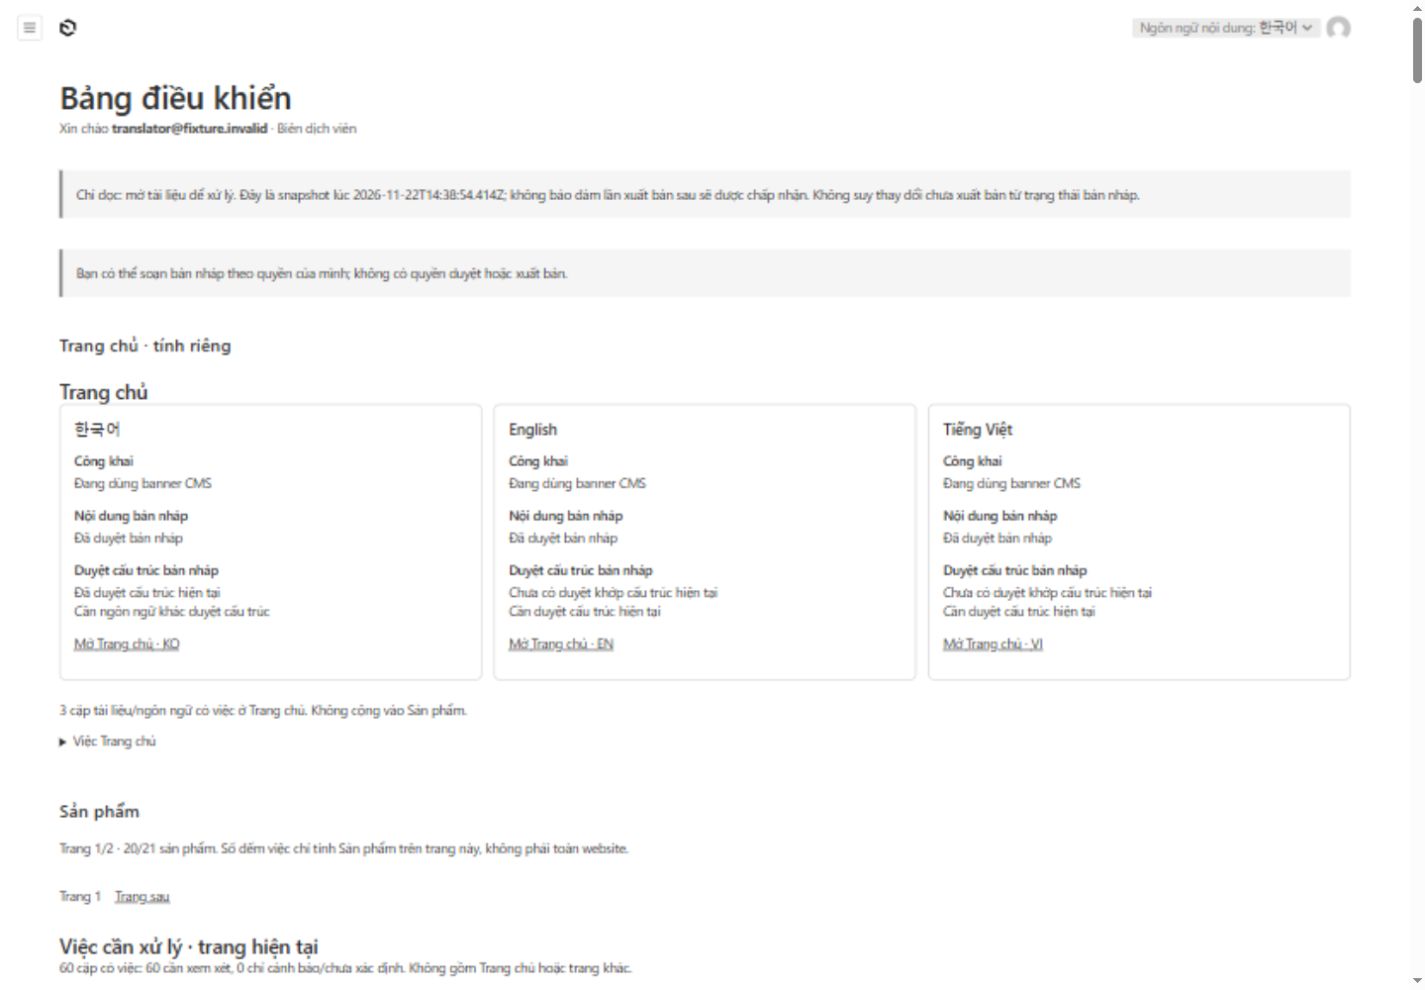 Ngôn ngữ nội dung: 한국어
Bảng điều khiển
Xin chào translator@fixture.invalid · Biên dịch viên
Chỉ đọc: mở tài liệu để xử lý. Đây là snapshot lúc 2026-11-22T14:38:54.414Z; không bảo đảm lần xuất bản sau sẽ được chấp nhận. Không suy thay đổi chưa xuất bản từ trạng thái bản nháp.
Bạn có thể soạn bản nháp theo quyền của mình; không có quyền duyệt hoặc xuất bản.
Trang chủ · tính riêng
Trang chủ
한국어
Công khai
Đang dùng banner CMS
Nội dung bản nháp
Đã duyệt bản nháp
Duyệt cấu trúc bản nháp
Đã duyệt cấu trúc hiện tại
Cần ngôn ngữ khác duyệt cấu trúc
Mở Trang chủ · KO
English
Công khai
Đang dùng banner CMS
Nội dung bản nháp
Đã duyệt bản nháp
Duyệt cấu trúc bản nháp
Chưa có duyệt khớp cấu trúc hiện tại
Cần duyệt cấu trúc hiện tại
Mở Trang chủ · EN
Tiếng Việt
Công khai
Đang dùng banner CMS
Nội dung bản nháp
Đã duyệt bản nháp
Duyệt cấu trúc bản nháp
Chưa có duyệt khớp cấu trúc hiện tại
Cần duyệt cấu trúc hiện tại
Mở Trang chủ · VI
3 cặp tài liệu/ngôn ngữ có việc ở Trang chủ. Không cộng vào Sản phẩm.
Việc Trang chủ
Sản phẩm
Trang 1/2 · 20/21 sản phẩm. Số đếm việc chỉ tính Sản phẩm trên trang này, không phải toàn website.
Trang 1 Trang sau
Việc cần xử lý · trang hiện tại
60 cặp có việc: 60 cần xem xét, 0 chỉ cảnh báo/chưa xác định. Không gồm Trang chủ hoặc trang khác.